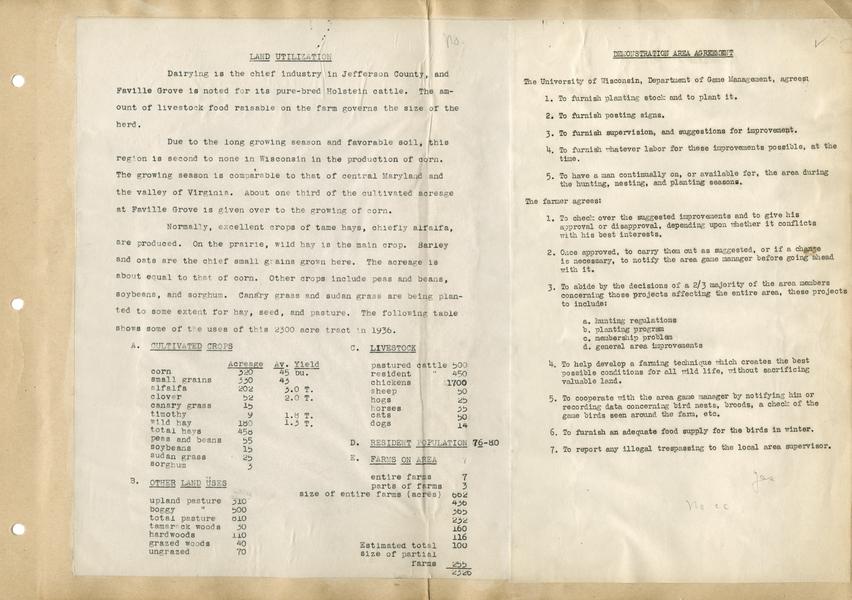 LAND UTILIZATION
Dairying is the chief industry in Jefferson County, and
Faville Grove is noted for its pure-bred Holstein cattle. The am-
ount of livestock food raisable on the farm governs the size of the
herd.
Due to the long growing season and favorable soil, this
region is second to none in Wisconsin in the production of corn.
The growing season is comparable to that of central Maryland and
the valley of Virginia. About one third of the cultivated acreage
at Faville Grove is given over to the growing of corn.
Normally, excellent crops of tame hays, chiefly alfalfa,
are produced. On the prairie, wild hay is the main crop. Barley
and oats are the chief small grains grown here. The acreage is
about equal to that of corn. Other crops include peas and beans,
soybeans, and sorghum. Canary grass and sudan grass are being plan-
ted to some extent for hay, seed, and pasture. The following table
shows some of the uses of this 2300 acre tract in 1936.
A. CULTIVATED CROPS
Acreage Av. Yield
corn 320 45 bu.
small grains 330 43
alfalfa 202 3.0 T.
clover 52 2.0 T.
canary grass 15
timothy 9 1.8 T.
wild hay 180 1.3 T.
total hays 458
peas and beans 55
soybeans 15
sudan grass 25
sorghum 3
B. OTHER LAND USES
upland pasture 310
boggy " 500
total pasture 810
tamarack woods 30
hardwoods 110
grazed woods 40
ungrazed 70
C. LIVESTOCK
pastured cattle 500
resident " 450
chickens 1700
sheep 50
hogs 25
horses 35
cats 50
dogs 14
D. RESIDENT POPULATION 76-80
E. FARMS ON AREA
entire farms 7
parts of farms 3
size of entire farms (acres) 662
436
365
232
160
116
Estimated total 100
size of partial
farms 255
2326
no.
DEMONSTRATION AREA AGREEMENT
The University of Wisconsin, Department of Game Management, agrees:
1. To furnish planting stock and to plant it.
2. To furnish posting signs.
3. To furnish supervision, and suggestions for improvement.
4. To furnish whatever labor for these improvements possible, at the
time.
5. To have a man continually on, or available for, the area during
the hunting, nesting, and planting seasons.
The farmer agrees:
1. To check over the suggested improvements and to give his
approval or disapproval, depending upon whether it conflicts
with his best interests.
2. Once approved, to carry them out as suggested, or if a change
is necessary, to notify the area game manager before going ahead
with it.
3. To abide by the decisions of a 2/3 majority of the area members
concerning those projects affecting the entire area, these projects
to include:
a. hunting regulations
b. planting program
c. membership problem
d. general area improvements
4. To help develop a farming technique which creates the best
possible conditions for all wild life, without sacrificing
valuable land.
5. To cooperate with the area game manager by notifying him or
recording data concerning bird nests, broods, a check of the
game birds seen around the farm, etc.
6. To furnish an adequate food supply for the birds in winter.
7. To report any illegal trespassing to the local area supervisor.